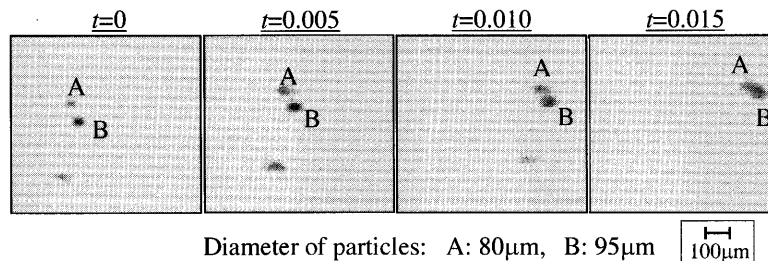 t=0 t=0.005 t=0.010 t=0.015
A A A A
B B B B
Diameter of particles: A: 80μm, B: 95μm 100μm